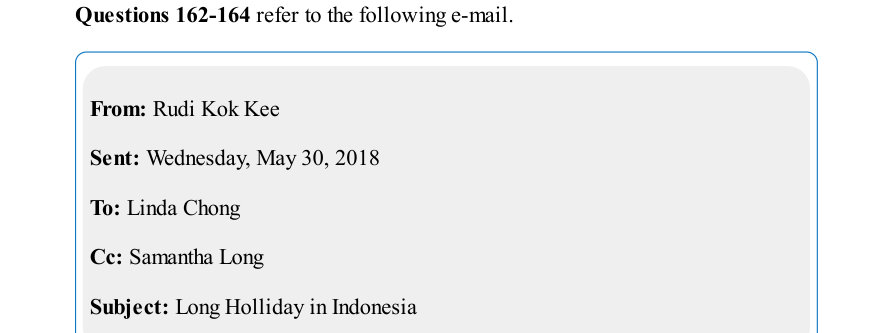 Questions 162-164 refer to the following e-mail.
From: Rudi Kok Kee
Sent: Wednesday, May 30, 2018
To: Linda Chong
Cc: Samantha Long
Subject: Long Holliday in Indonesia